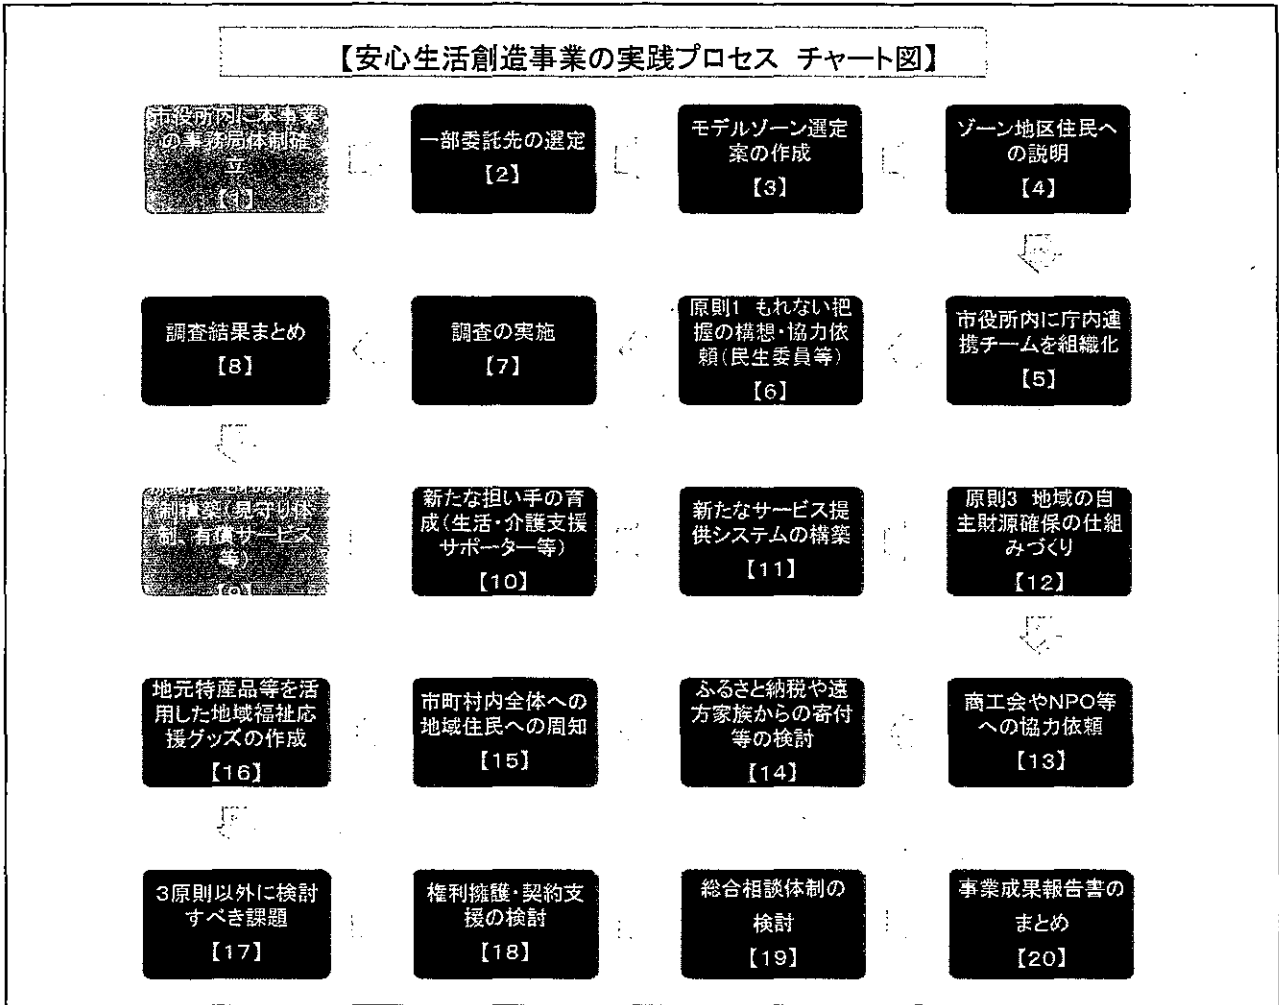 【安心生活創造事業の実践プロセス チャート図】
市役所内に本事業
の事務局体制確
立
【1】
一部委託先の選定
【2】
モデルゾーン選定
案の作成
【3】
ゾーン地区住民へ
の説明
【4】
市役所内に庁内連
携チームを組織化
【5】
原則1 もれない把
握の構想・協力依
頼(民生委員等)
【6】
調査の実施
【7】
調査結果まとめ
【8】
制構築(見守り体
制、有償サービス
等)
【9】
新たな担い手の育
成(生活・介護支援
サポーター等)
【10】
新たなサービス提
供システムの構築
【11】
原則3 地域の自
主財源確保の仕組
みづくり
【12】
商工会やNPO等
への協力依頼
【13】
ふるさと納税や遠
方家族からの寄付
等の検討
【14】
市町村内全体への
地域住民への周知
【15】
地元特産品等を活
用した地域福祉応
援グッズの作成
【16】
3原則以外に検討
すべき課題
【17】
権利擁護・契約支
援の検討
【18】
総合相談体制の
検討
【19】
事業成果報告書の
まとめ
【20】